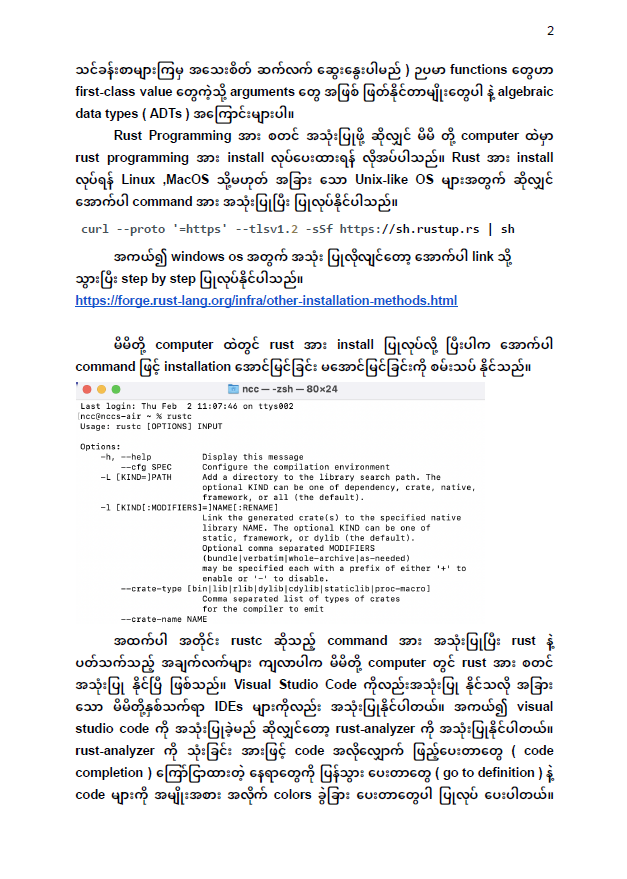 2
သင်ခန်းစာများကြမှ အသေးစိတ် ဆက်လက် ဆွေးနွေးပါမည် ) ဉပမာ functions တွေဟာ
first-class value တွေကဲ့သို့ arguments တွေ အဖြစ် ဖြတ်နိုင်တာမျိုးတွေပါ နဲ့ algebraic
data types ( ADTs ) အကြောင်းများပါ။
Rust Programming အား စတင် အသုံးပြုဖို့ ဆိုလျှင် မိမိ တို့ computer ထဲမှာ
rust programming အား install လုပ်ပေးထားရန် လိုအပ်ပါသည်။ Rust အား install
လုပ်ရန် Linux ,MacOS သို့မဟုတ် အခြား သော Unix-like OS များအတွက် ဆိုလျှင်
အောက်ပါ command အား အသုံးပြုပြီး ပြုလုပ်နိုင်ပါသည်။
curl --proto '=https' --tlsv1.2 -sSf https://sh.rustup.rs | sh
အကယ်၍ windows os အတွက် အသုံး ပြုလိုလျင်တော့ အောက်ပါ link သို့
သွားပြီး step by step ပြုလုပ်နိုင်ပါသည်။
https://forge.rust-lang.org/infra/other-installation-methods.html
မိမိတို့ computer ထဲတွင် rust အား install ပြုလုပ်လို့ ပြီးပါက အောက်ပါ
command ဖြင့် installation အောင်မြင်ခြင်း မအောင်မြင်ခြင်းကို စမ်းသပ် နိုင်သည်။
ncc — -zsh — 80×24
Last login: Thu Feb  2 11:07:46 on ttys002
ncc@nccs-air ~ % rustc
Usage: rustc [OPTIONS] INPUT
Options:
-h, --help Display this message
--cfg SPEC Configure the compilation environment
-L [KIND=]PATH Add a directory to the library search path. The
optional KIND can be one of dependency, crate, native,
framework, or all (the default).
-l [KIND[:MODIFIERS]=]NAME[:RENAME]
Link the generated crate(s) to the specified native
library NAME. The optional KIND can be one of
static, framework, or dylib (the default).
Optional comma separated MODIFIERS
(bundle|verbatim|whole-archive|as-needed)
may be specified each with a prefix of either '+' to
enable or '-' to disable.
--crate-type [bin|lib|rlib|dylib|cdylib|staticlib|proc-macro]
Comma separated list of types of crates
for the compiler to emit
--crate-name NAME
အထက်ပါ အတိုင်း rustc ဆိုသည့် command အား အသုံးပြုပြီး rust နဲ့
ပတ်သက်သည့် အချက်လက်များ ကျလာပါက မိမိတို့ computer တွင် rust အား စတင်
အသုံးပြု နိုင်ပြီ ဖြစ်သည်။ Visual Studio Code ကိုလည်းအသုံးပြု နိုင်သလို အခြား
သော မိမိတို့နှစ်သက်ရာ IDEs များကိုလည်း အသုံးပြုနိုင်ပါတယ်။ အကယ်၍ visual
studio code ကို အသုံးပြုခဲ့မည် ဆိုလျှင်တော့ rust-analyzer ကို အသုံးပြုနိုင်ပါတယ်။
rust-analyzer ကို သုံးခြင်း အားဖြင့် code အလိုလျှောက် ဖြည့်ပေးတာတွေ ( code
completion ) ကြော်ငြာထားတဲ့ နေရာတွေကို ပြန်သွား ပေးတာတွေ ( go to definition ) နဲ့
code များကို အမျိုးအစား အလိုက် colors ခွဲခြား ပေးတာတွေပါ ပြုလုပ် ပေးပါတယ်။